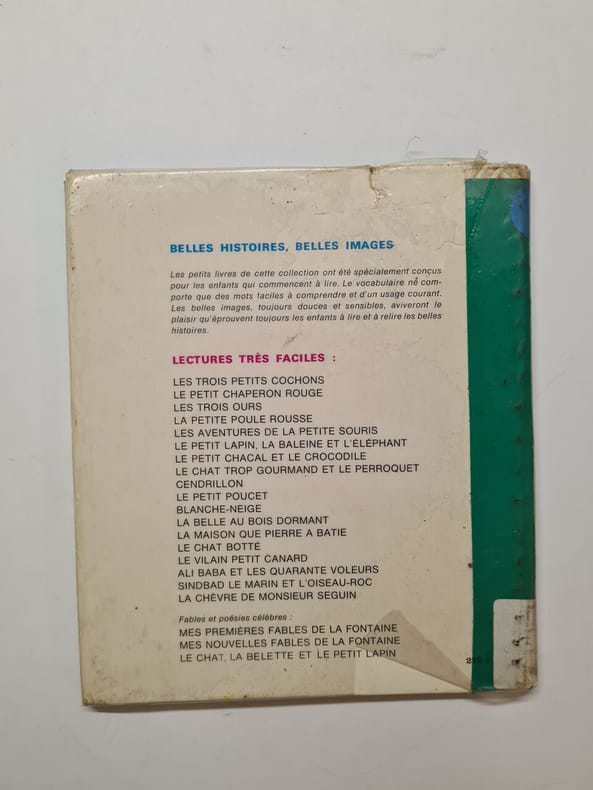 BELLES HISTOIRES, BELLES IMAGES
Les petits livres de cette collection ont été spécialement conçus
pour les enfants qui commencent à lire. Le vocabulaire ne com-
porte que des mots faciles à comprendre et d'un usage courant.
Les belles images, toujours douces et sensibles, aviveront le
plaisir qu'éprouvent toujours les enfants à lire et à relire les belles
histoires.
LECTURES TRÈS FACILES :
LES TROIS PETITS COCHONS
LE PETIT CHAPERON ROUGE
LES TROIS OURS
LA PETITE POULE ROUSSE
LES AVENTURES DE LA PETITE SOURIS
LE PETIT LAPIN, LA BALEINE ET L'ÉLÉPHANT
LE PETIT CHACAL ET LE CROCODILE
LE CHAT TROP GOURMAND ET LE PERROQUET
CENDRILLON
LE PETIT POUCET
BLANCHE-NEIGE
LA BELLE AU BOIS DORMANT
LA MAISON QUE PIERRE A BATIE
LE CHAT BOTTÉ
LE VILAIN PETIT CANARD
ALI BABA ET LES QUARANTE VOLEURS
SINDBAD LE MARIN ET L'OISEAU-ROC
LA CHÈVRE DE MONSIEUR SEGUIN
Fables et poésies célèbres :
MES PREMIÈRES FABLES DE LA FONTAINE
MES NOUVELLES FABLES DE LA FONTAINE
LE CHAT, LA BELETTE ET LE PETIT LAPIN